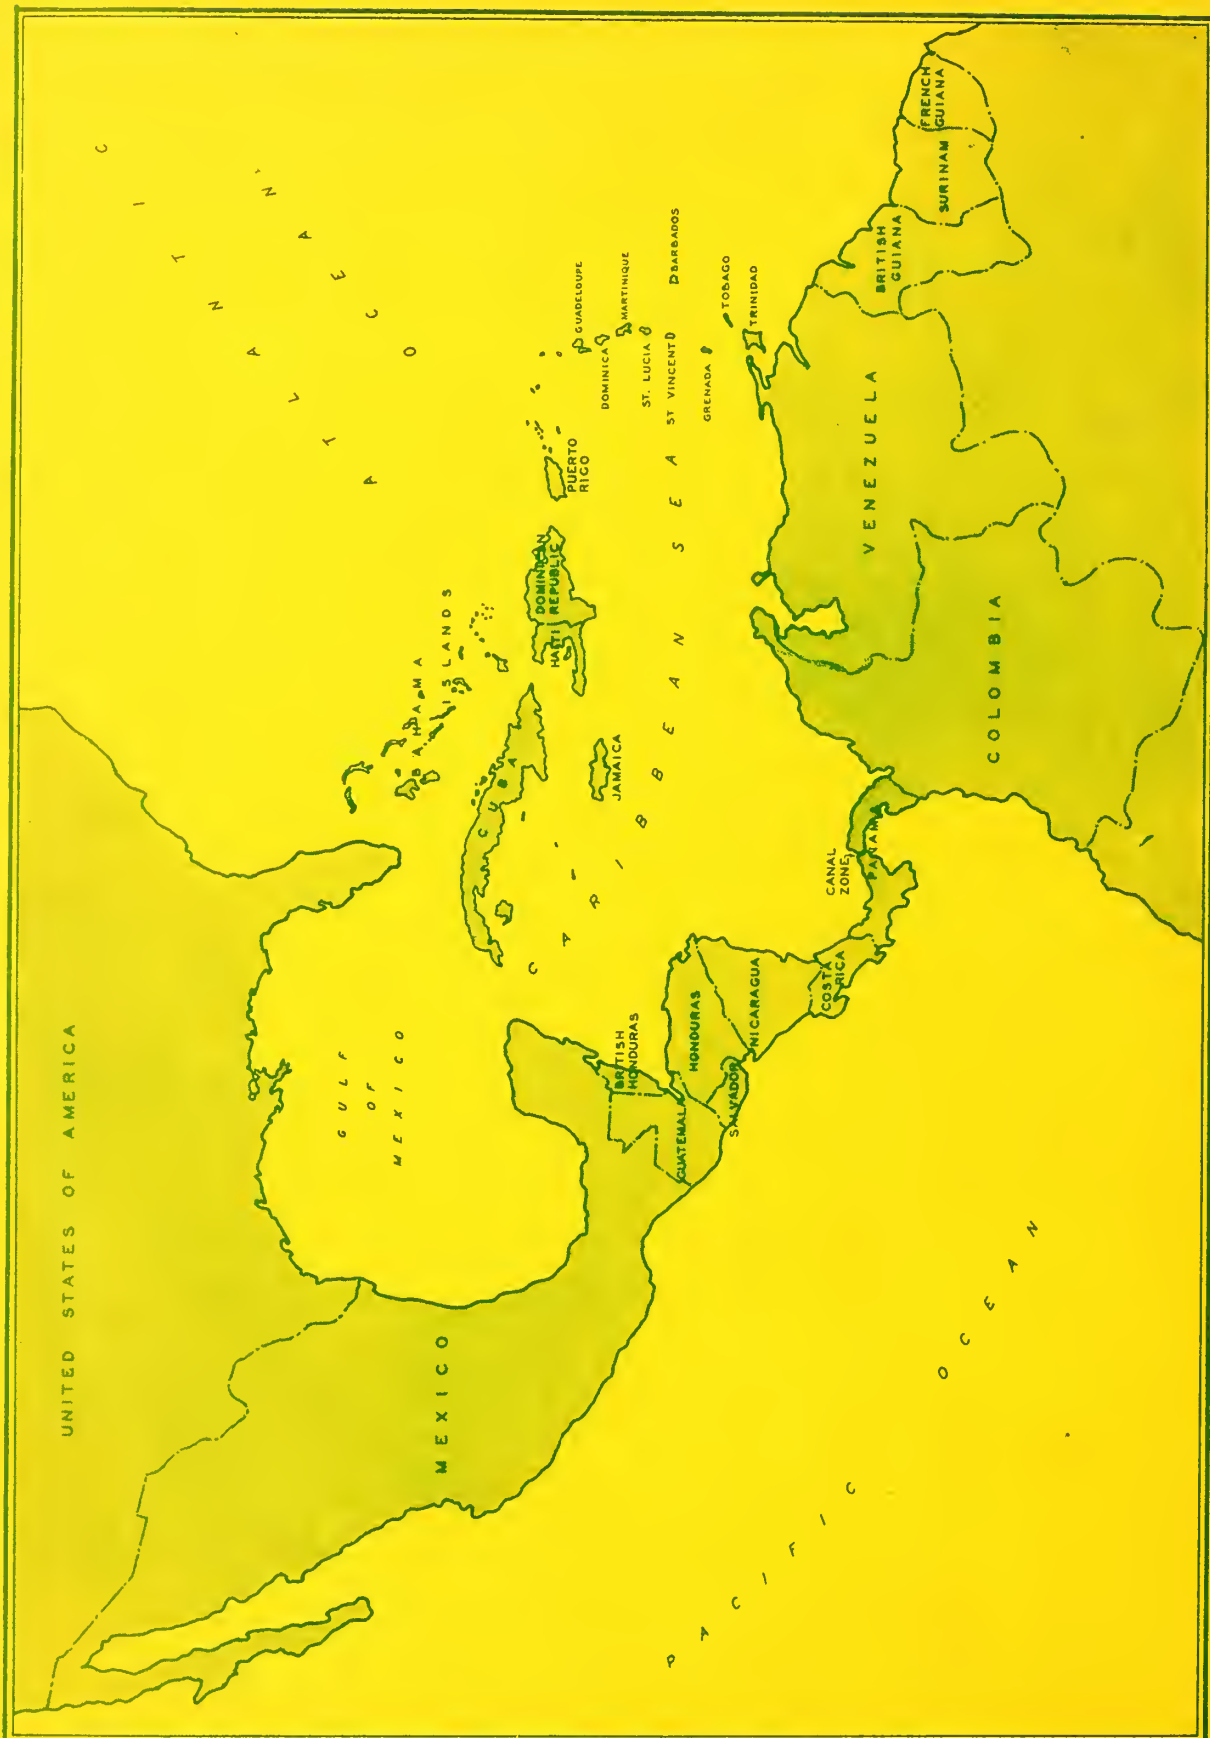 UNITED STATES OF AMERICA
ATLANTIC
OCEAN
GULF
OF
MEXICO
BAHAMA
ISLANDS
MEXICO
CUBA
HAITI
DOMINICAN
REPUBLIC
PUERTO
RICO
JAMAICA
GUADELOUPE
DOMINICA
MARTINIQUE
ST. LUCIA
ST VINCENT
BARBADOS
GRENADA
TOBAGO
TRINIDAD
CARIBBEAN SEA
BRITISH
HONDURAS
GUATEMALA
HONDURAS
SALVADOR
NICARAGUA
COSTA
RICA
CANAL
ZONE
PANAMA
PACIFIC OCEAN
COLOMBIA
VENEZUELA
BRITISH
GUIANA
SURINAM
FRENCH
GUIANA